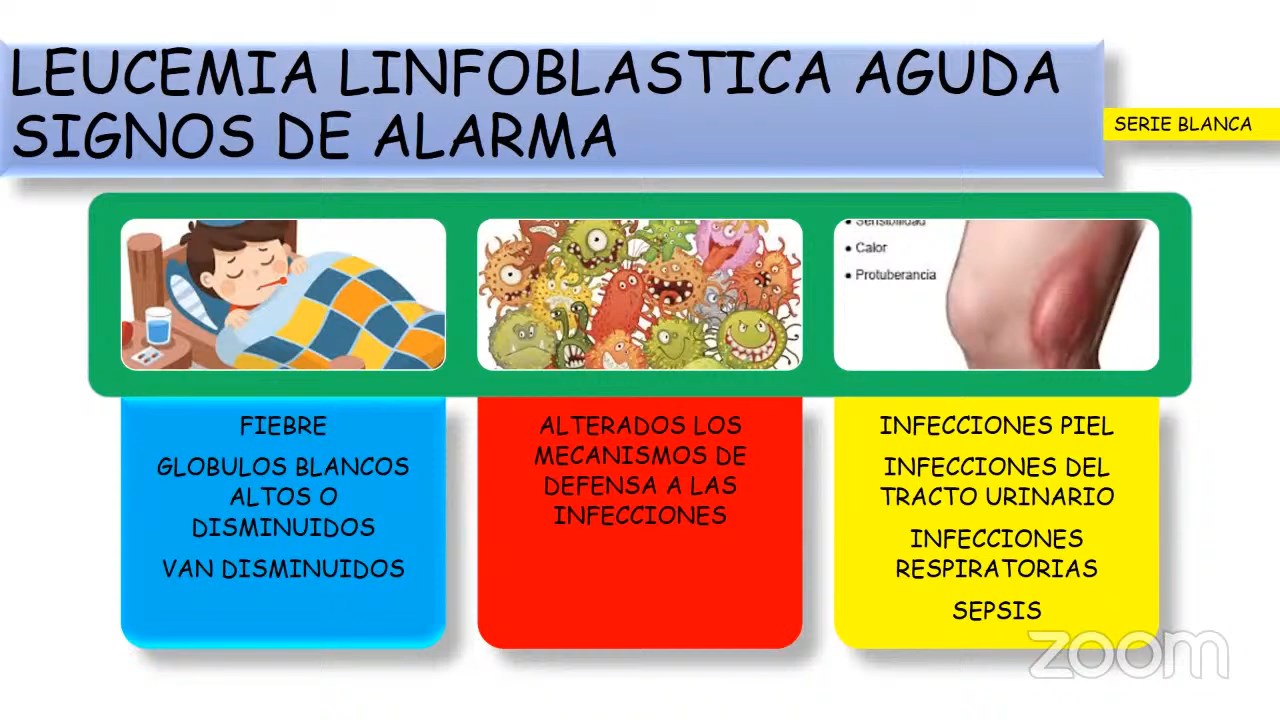 LEUCEMIA LINFOBLASTICA AGUDA
SIGNOS DE ALARMA
SERIE BLANCA
• Sensibilidad
• Calor
• Protuberancia
FIEBRE
GLOBULOS BLANCOS
ALTOS O
DISMINUIDOS
VAN DISMINUIDOS
ALTERADOS LOS
MECANISMOS DE
DEFENSA A LAS
INFECCIONES
INFECCIONES PIEL
INFECCIONES DEL
TRACTO URINARIO
INFECCIONES
RESPIRATORIAS
SEPSIS
zoom